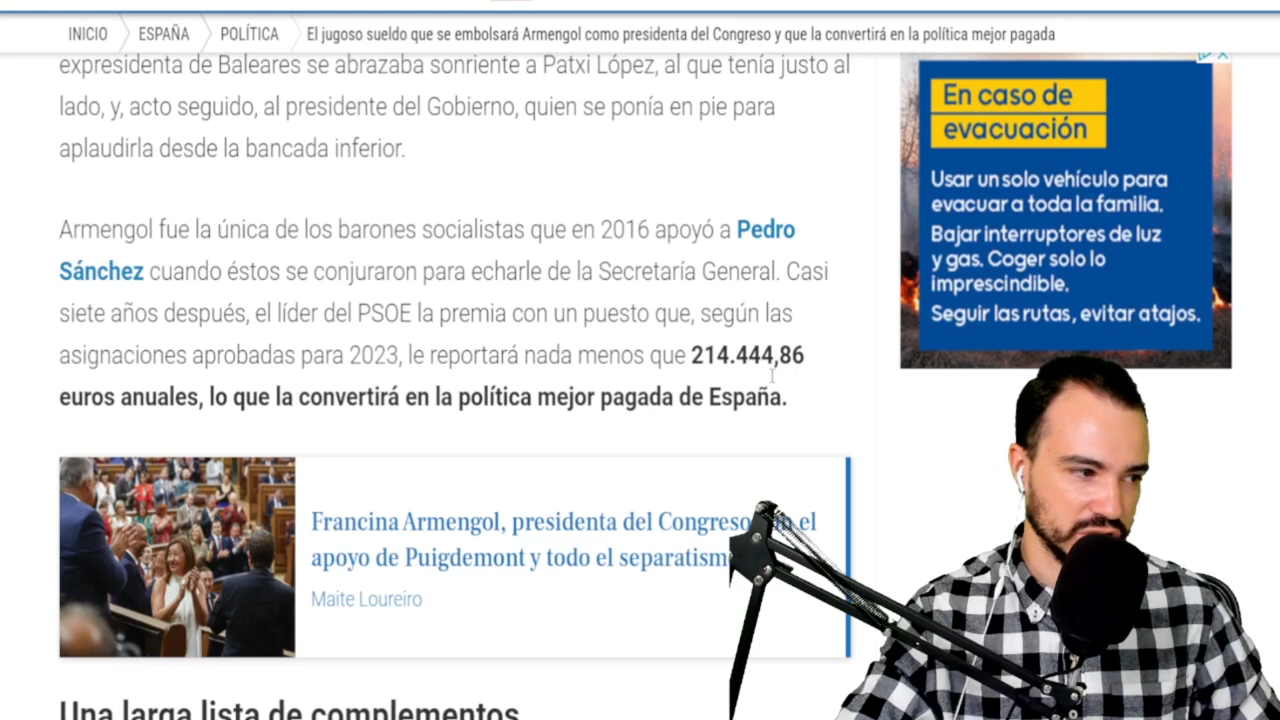 INICIO
ESPAÑA
POLÍTICA
El jugoso sueldo que se embolsará Armengol como presidenta del Congreso y que la convertirá en la política mejor pagada
expresidenta de Baleares se abrazaba sonriente a Patxi López, al que tenía justo al
lado, y, acto seguido, al presidente del Gobierno, quien se ponía en pie para
aplaudirla desde la bancada inferior.
Armengol fue la única de los barones socialistas que en 2016 apoyó a Pedro
Sánchez cuando éstos se conjuraron para echarle de la Secretaría General. Casi
siete años después, el líder del PSOE la premia con un puesto que, según las
asignaciones aprobadas para 2023, le reportará nada menos que 214.444,86
euros anuales, lo que la convertirá en la política mejor pagada de España.
Francina Armengol, presidenta del Congreso el
apoyo de Puigdemont y todo el separatism
Maite Loureiro
Una larga lista de complementos
En caso de
evacuación
Usar un solo vehículo para
evacuar a toda la familia.
Bajar interruptores de luz
y gas. Coger solo lo
imprescindible.
Seguir las rutas, evitar atajos.